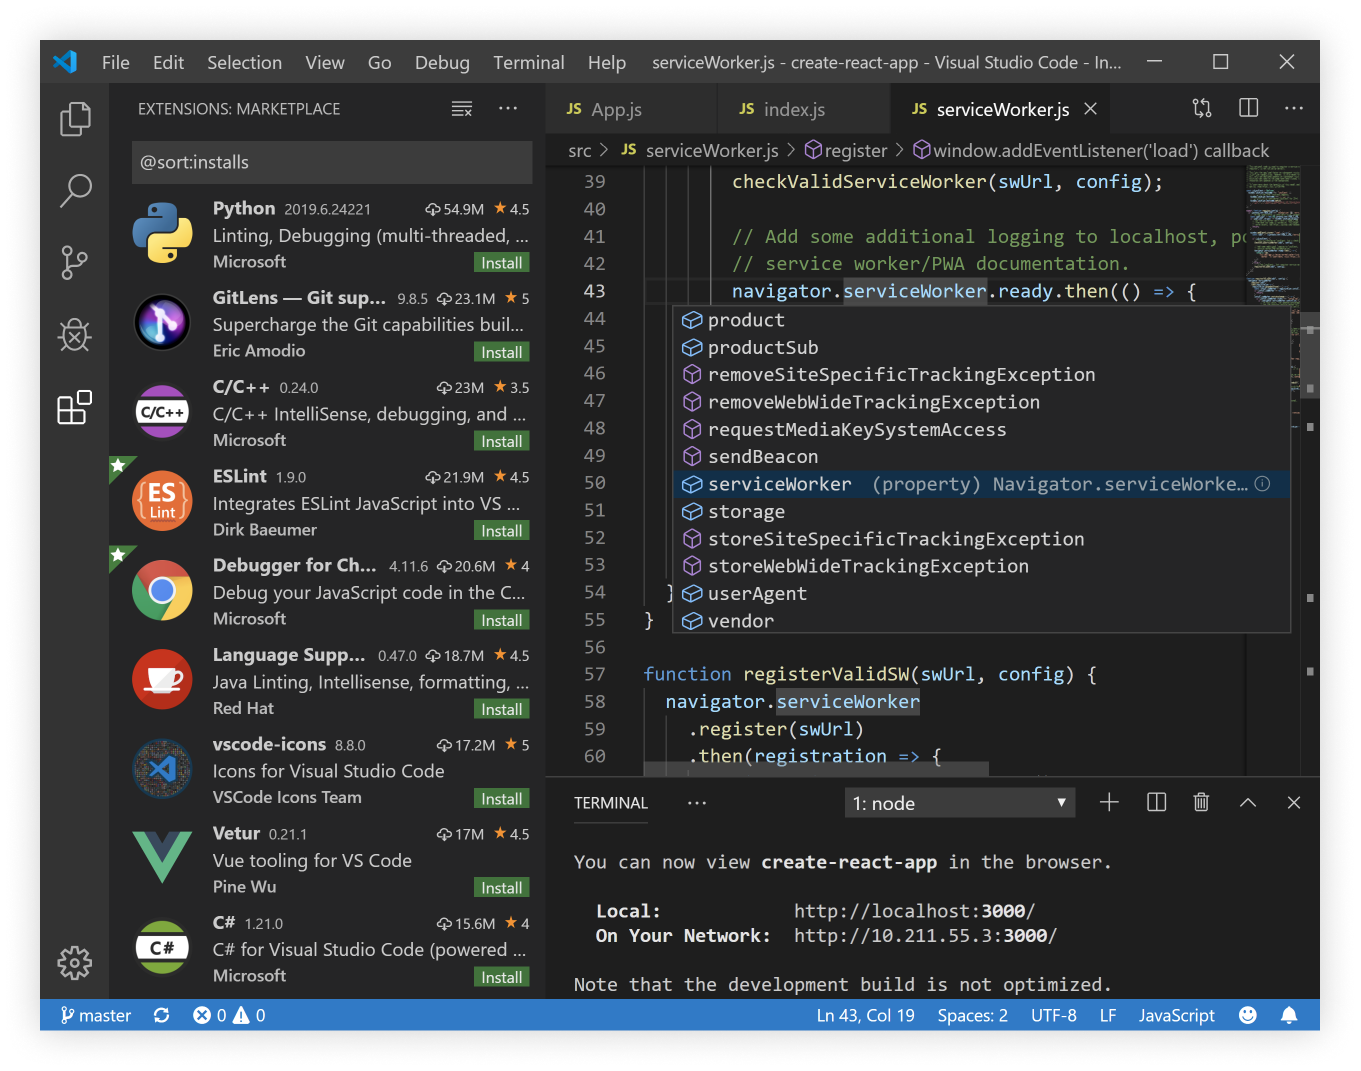 File Edit Selection View Go Debug Terminal Help serviceWorker.js - create-react-app - Visual Studio Code - In...
EXTENSIONS: MARKETPLACE
@sort:installs
Python 2019.6.24221 54.9M ★ 4.5
Linting, Debugging (multi-threaded, ...
Microsoft Install
GitLens — Git sup... 9.8.5 23.1M ★ 5
Supercharge the Git capabilities buil...
Eric Amodio Install
C/C++
C/C++ 0.24.0 23M ★ 3.5
C/C++ IntelliSense, debugging, and ...
Microsoft Install
ES
Lint
ESLint 1.9.0 21.9M ★ 4.5
Integrates ESLint JavaScript into VS ...
Dirk Baeumer Install
Debugger for Ch... 4.11.6 20.6M ★ 4
Debug your JavaScript code in the C...
Microsoft Install
Language Supp... 0.47.0 18.7M ★ 4.5
Java Linting, Intellisense, formatting, ...
Red Hat Install
vscode-icons 8.8.0 17.2M ★ 5
Icons for Visual Studio Code
VSCode Icons Team Install
Vetur 0.21.1 17M ★ 4.5
Vue tooling for VS Code
Pine Wu Install
C#
C# 1.21.0 15.6M ★ 4
C# for Visual Studio Code (powered ...
Microsoft Install
JS App.js JS index.js JS serviceWorker.js
src > JS serviceWorker.js > register > window.addEventListener('load') callback
39 checkValidServiceWorker(swUrl, config);
40
41 // Add some additional logging to localhost, po
42 // service worker/PWA documentation.
43 navigator.serviceWorker.ready.then(() => {
44 product
45 productSub
46 removeSiteSpecificTrackingException
47 removeWebWideTrackingException
48 requestMediaKeySystemAccess
49 sendBeacon
50 serviceWorker (property) Navigator.serviceWorke...
51 storage
52 storeSiteSpecificTrackingException
53 storeWebWideTrackingException
54 } userAgent
55 } vendor
56
57 function registerValidSW(swUrl, config) {
58 navigator.serviceWorker
59 .register(swUrl)
60 .then(registration => {
TERMINAL ... 1: node
You can now view create-react-app in the browser.
Local: http://localhost:3000/
On Your Network: http://10.211.55.3:3000/
Note that the development build is not optimized.
master 0 0 Ln 43, Col 19 Spaces: 2 UTF-8 LF JavaScript